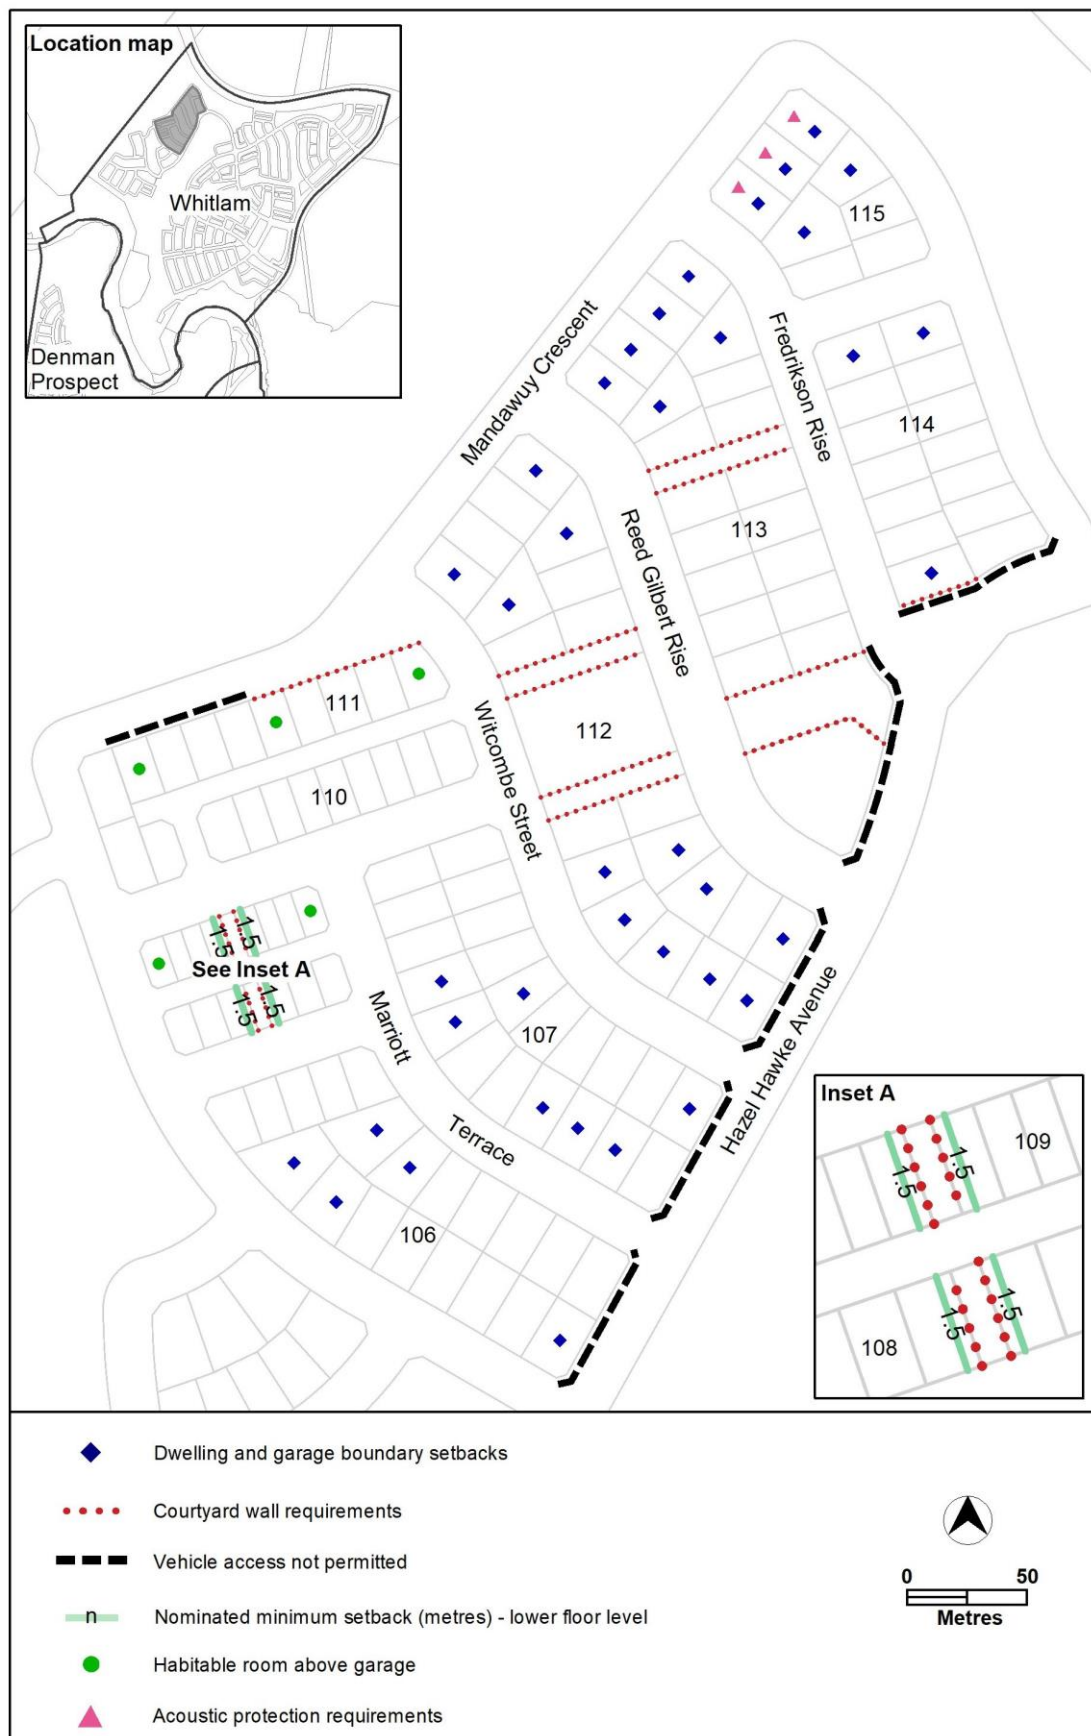 Location map
Whitlam
Denman
Prospect
Mandawuy Crescent
115
Fredrikson Rise
114
113
Reed Gilbert Rise
112
111
110
Witcombe Street
1.5
1.5
See Inset A
1.5
1.5
Marriott
Terrace
107
106
Hazel Hawke Avenue
Inset A
109
1.5
1.5
108
1.5
1.5
Dwelling and garage boundary setbacks
Courtyard wall requirements
Vehicle access not permitted
n
Nominated minimum setback (metres) - lower floor level
Habitable room above garage
Acoustic protection requirements
0
50
Metres